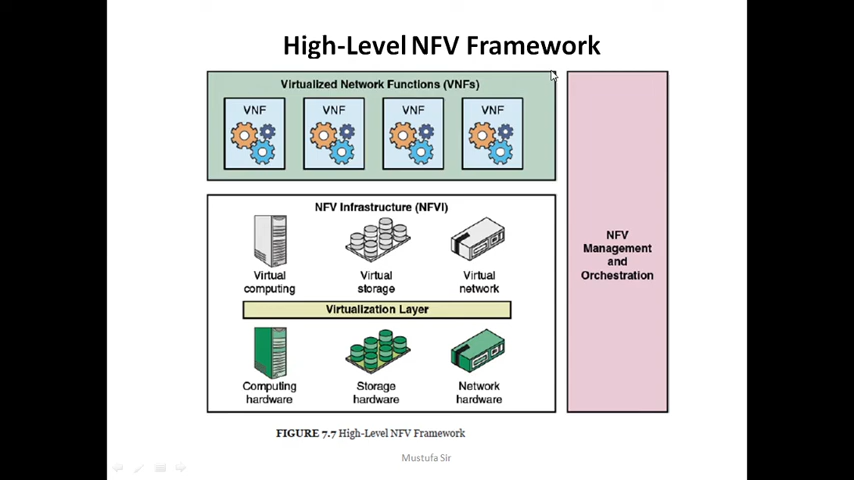 High-Level NFV Framework
Virtualized Network Functions (VNFs)
VNF VNF VNF VNF
NFV Infrastructure (NFVI)
Virtual computing
Virtual storage
Virtual network
Virtualization Layer
Computing hardware
Storage hardware
Network hardware
NFV
Management
and
Orchestration
FIGURE 7.7 High-Level NFV Framework
Mustufa Sir